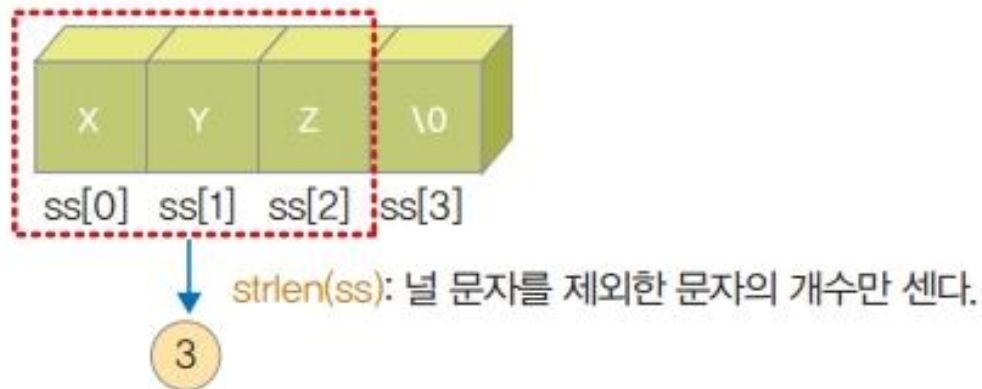 X Y Z \0
ss[0] ss[1] ss[2] ss[3]
strlen(ss): 널 문자를 제외한 문자의 개수만 센다.
3